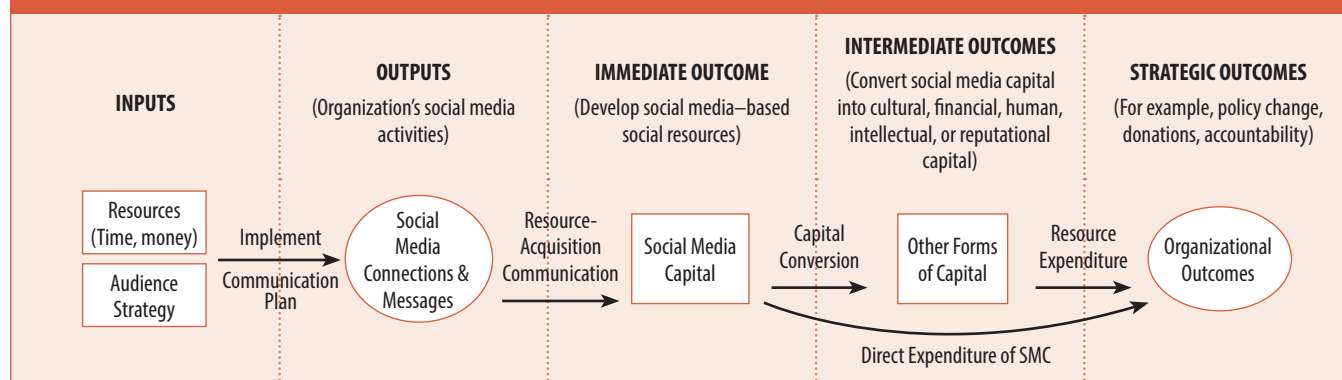 INPUTS
Resources
(Time, money)
Audience
Strategy
Implement
Communication
Plan
OUTPUTS
(Organization's social media
activities)
Social
Media
Connections &
Messages
Resource-
Acquisition
Communication
IMMEDIATE OUTCOME
(Develop social media–based
social resources)
Social Media
Capital
Capital
Conversion
INTERMEDIATE OUTCOMES
(Convert social media capital
into cultural, financial, human,
intellectual, or reputational
capital)
Other Forms
of Capital
Resource
Expenditure
Direct Expenditure of SMC
STRATEGIC OUTCOMES
(For example, policy change,
donations, accountability)
Organizational
Outcomes